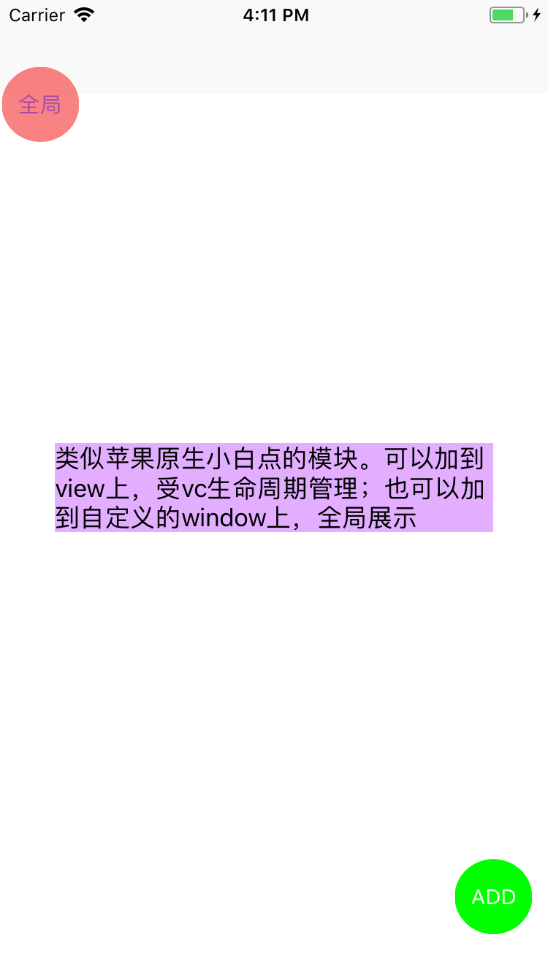 Carrier 4:11 PM
全局
类似苹果原生小白点的模块。可以加到
view上，受vc生命周期管理；也可以加
到自定义的window上，全局展示
ADD